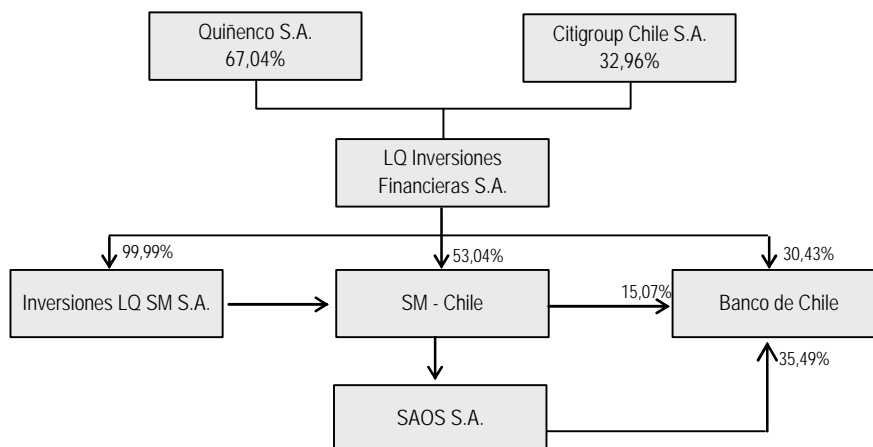 Quiñenco S.A.
67,04%
Citigroup Chile S.A.
32,96%
LQ Inversiones
Financieras S.A.
99,99%
53,04%
30,43%
Inversiones LQ SM S.A.
SM - Chile
15,07%
Banco de Chile
35,49%
SAOS S.A.